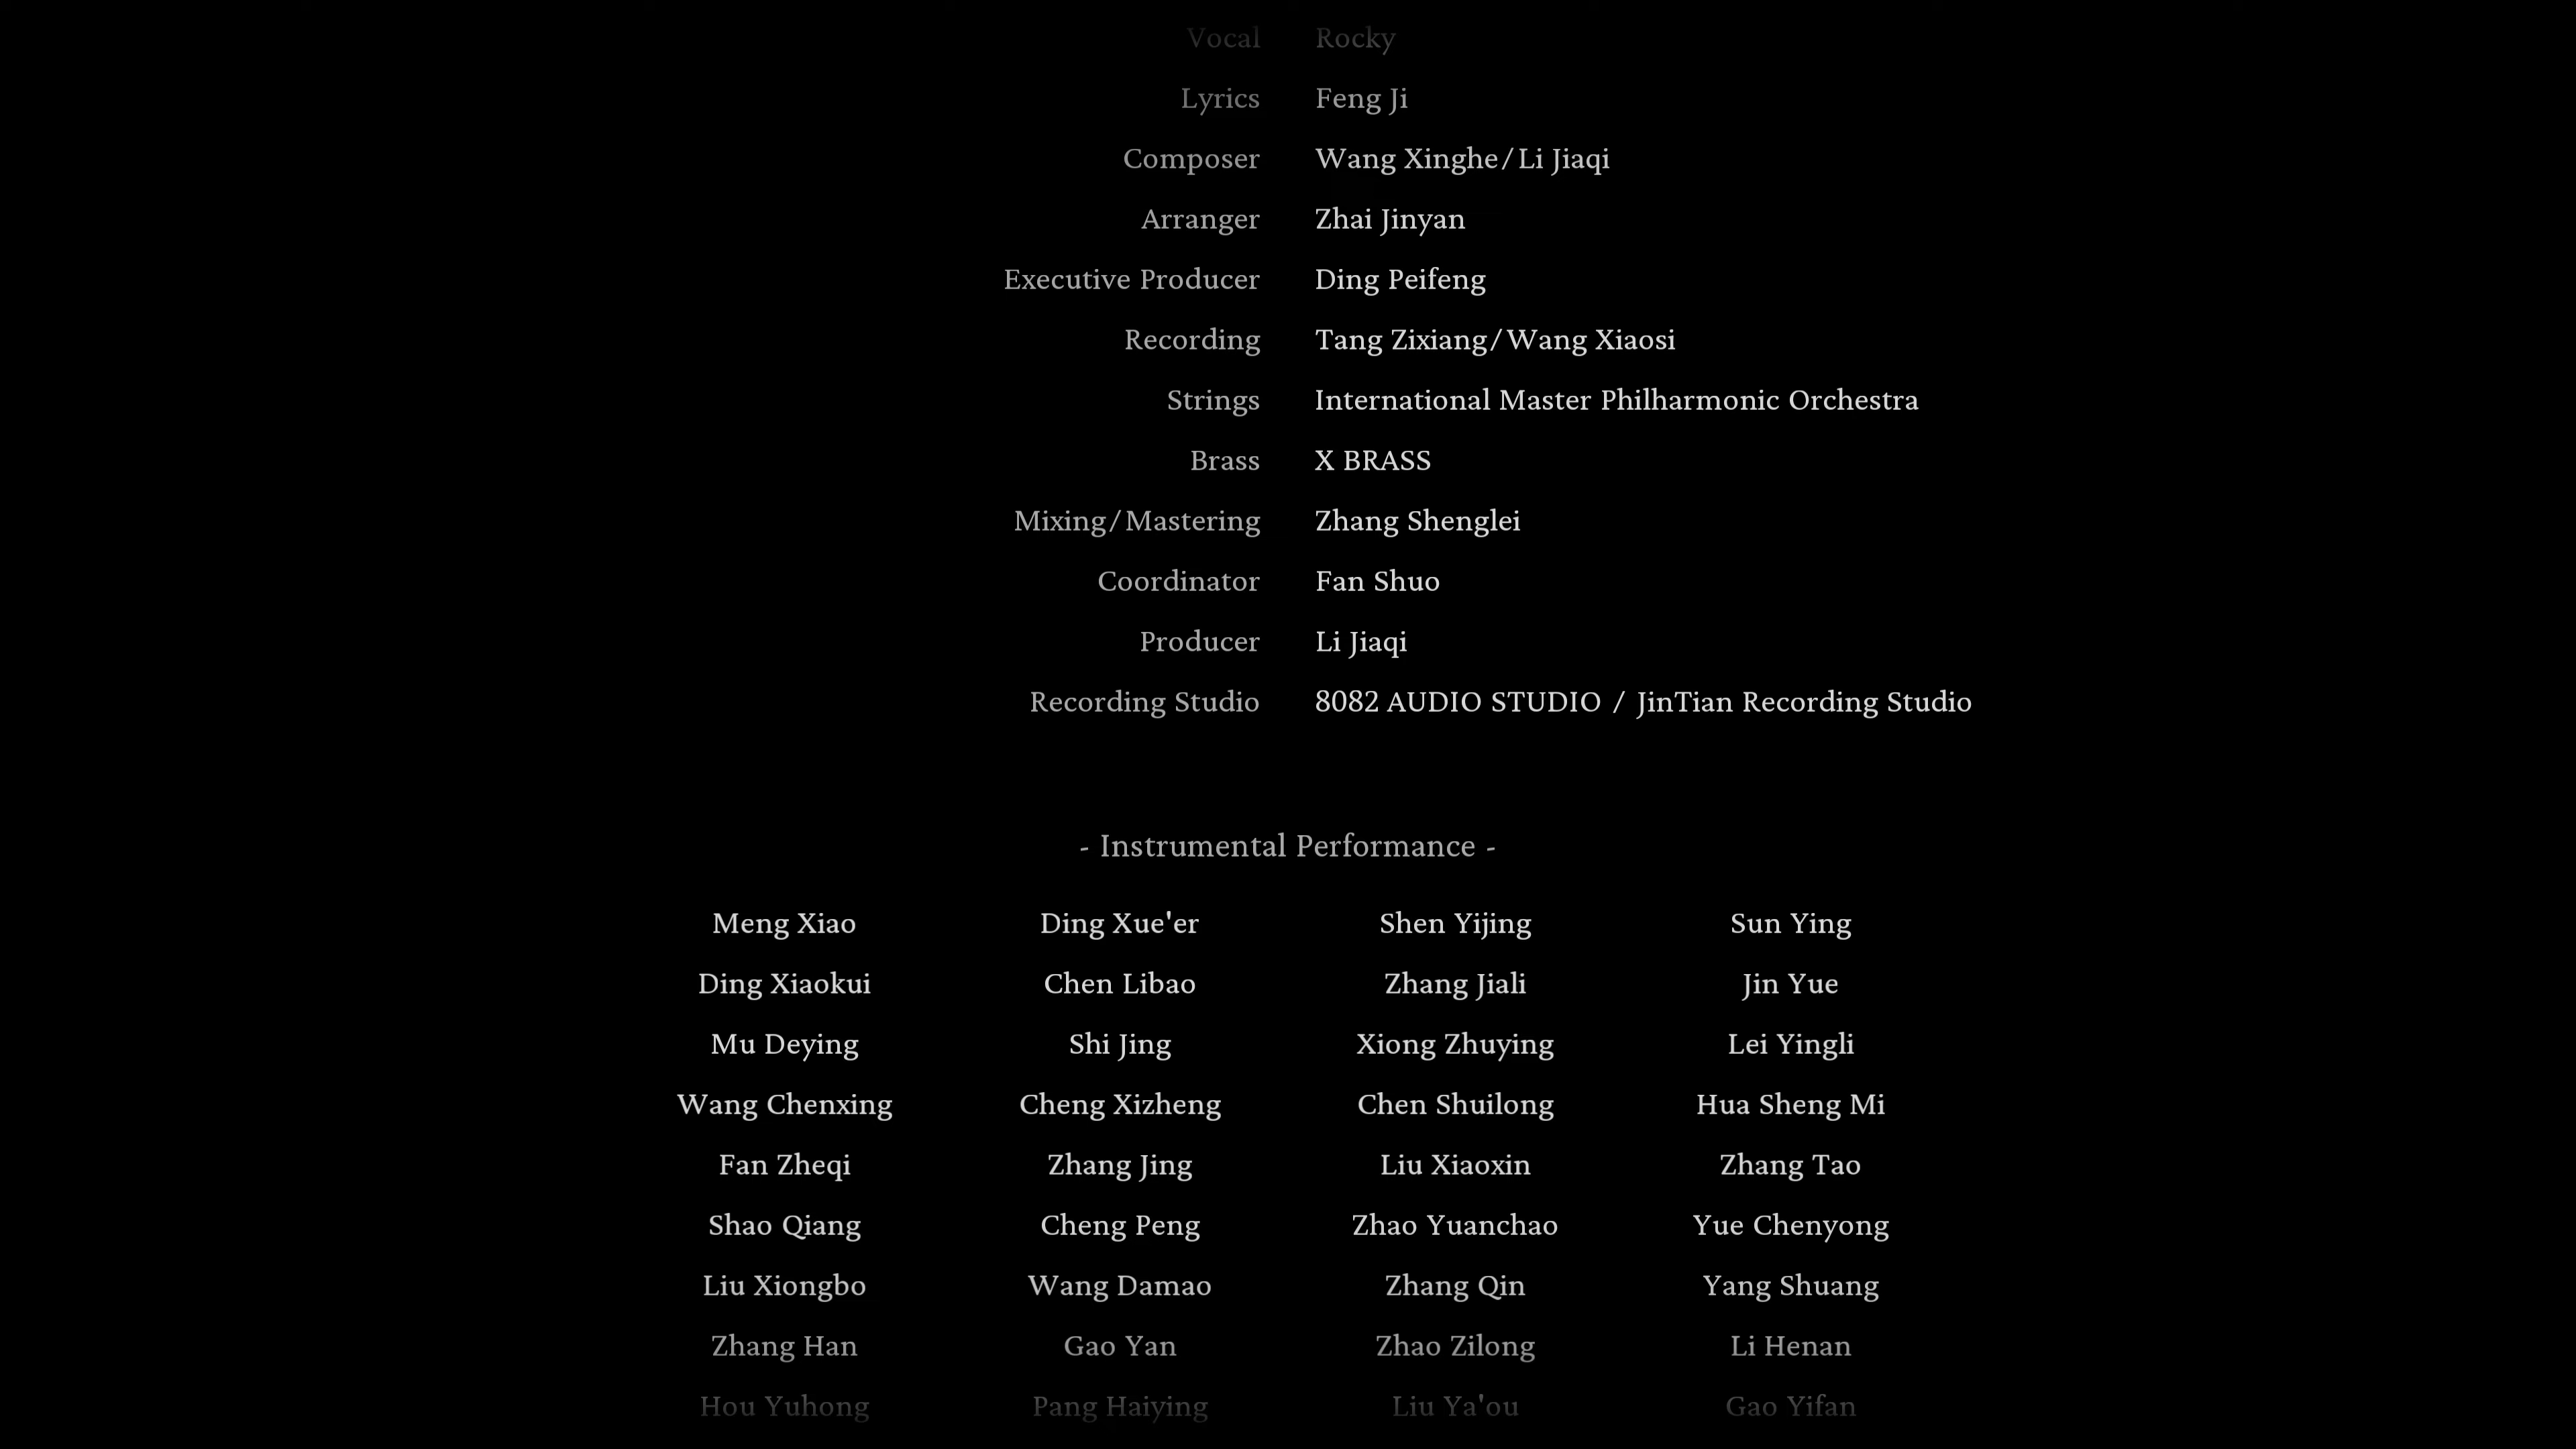 Vocal Rocky
Lyrics Feng Ji
Composer Wang Xinghe/Li Jiaqi
Arranger Zhai Jinyan
Executive Producer Ding Peifeng
Recording Tang Zixiang/Wang Xiaosi
Strings International Master Philharmonic Orchestra
Brass X BRASS
Mixing/Mastering Zhang Shenglei
Coordinator Fan Shuo
Producer Li Jiaqi
Recording Studio 8082 AUDIO STUDIO / JinTian Recording Studio
- Instrumental Performance -
Meng Xiao Ding Xue'er Shen Yijing Sun Ying
Ding Xiaokui Chen Libao Zhang Jiali Jin Yue
Mu Deying Shi Jing Xiong Zhuying Lei Yingli
Wang Chenxing Cheng Xizheng Chen Shuilong Hua Sheng Mi
Fan Zheqi Zhang Jing Liu Xiaoxin Zhang Tao
Shao Qiang Cheng Peng Zhao Yuanchao Yue Chenyong
Liu Xiongbo Wang Damao Zhang Qin Yang Shuang
Zhang Han Gao Yan Zhao Zilong Li Henan
Hou Yuhong Pang Haiying Liu Ya'ou Gao Yifan